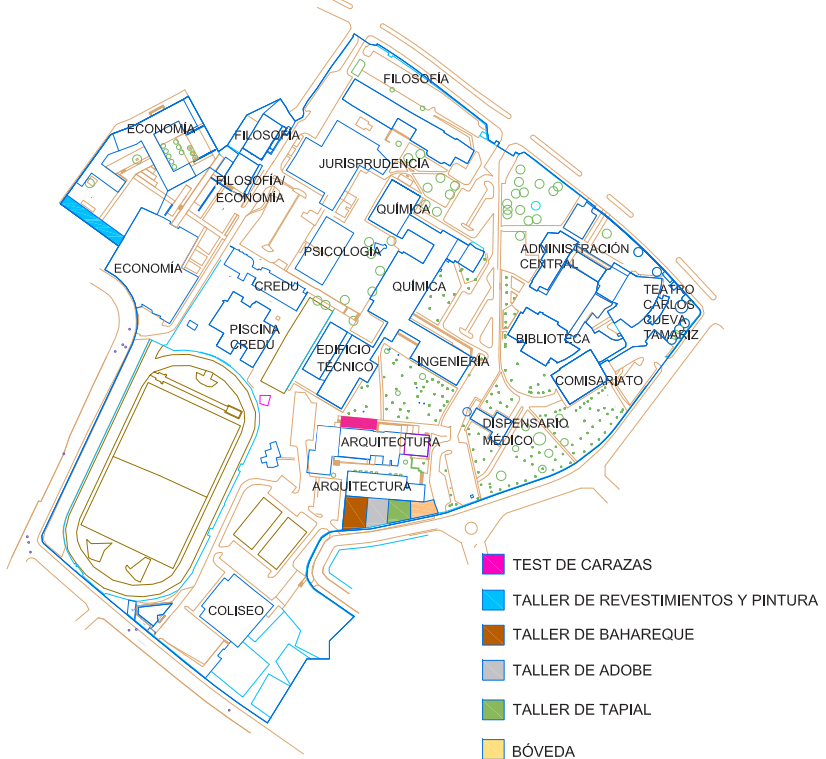 FILOSOFÍA
ECONOMÍA
FILOSOFÍA
JURISPRUDENCIA
FILOSOFÍA/
ECONOMÍA
QUÍMICA
PSICOLOGÍA
ADMINISTRACIÓN
CENTRAL
ECONOMÍA
CREDU
QUÍMICA
TEATRO
CARLOS
CUEVA
TAMARIZ
PISCINA
CREDU
BIBLIOTECA
EDIFICIO
TÉCNICO
INGENIERÍA
COMISARIATO
DISPENSARIO
MÉDICO
ARQUITECTURA
ARQUITECTURA
COLISEO
TEST DE CARAZAS
TALLER DE REVESTIMIENTOS Y PINTURA
TALLER DE BAHAREQUE
TALLER DE ADOBE
TALLER DE TAPIAL
BÓVEDA